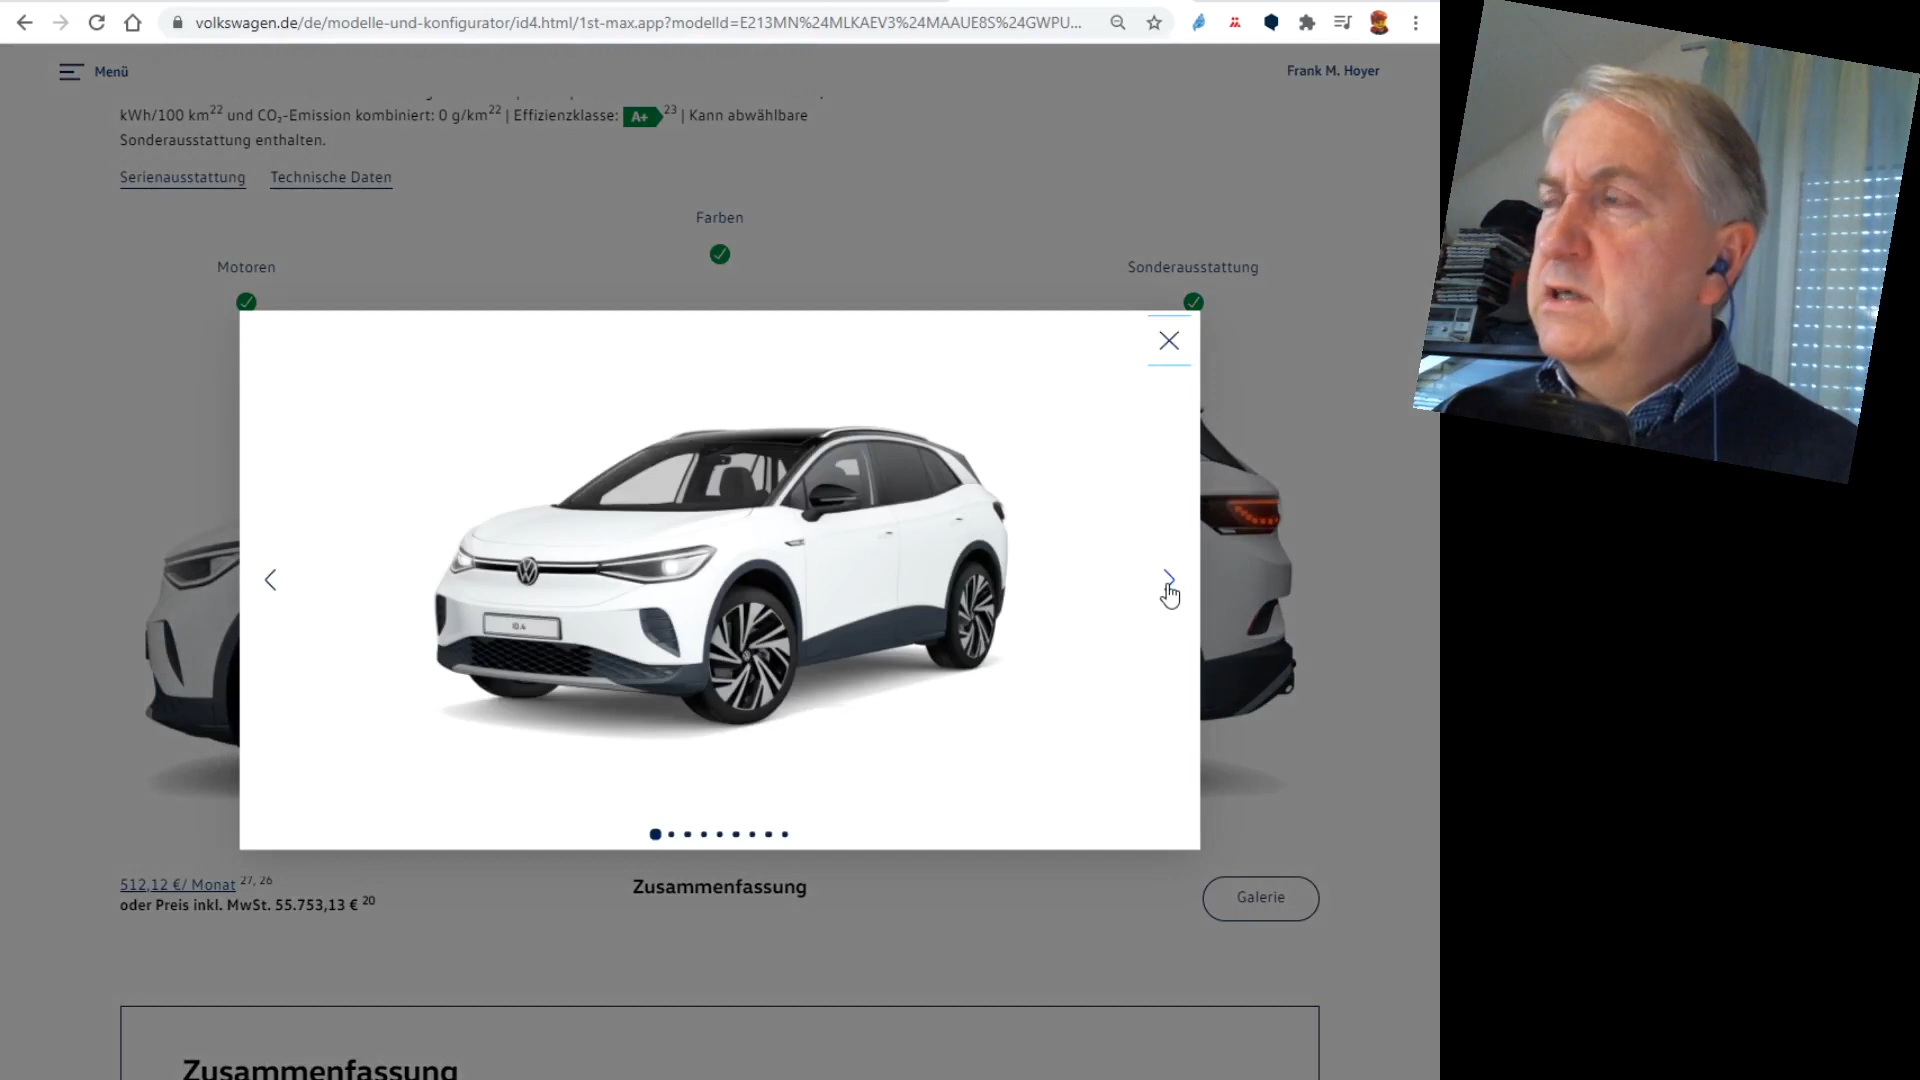 volkswagen.de/de/modelle-und-konfigurator/id4.html/1st-max.app?modelId=E213MN%24MLKAEV3%24MAAUE8S%24GWPU...
Menü
Frank M. Hoyer
kWh/100 km22 und CO₂-Emission kombiniert: 0 g/km22 | Effizienzklasse: A+ 23 | Kann abwählbare
Sonderausstattung enthalten.
Serienausstattung Technische Daten
Farben
Motoren
Sonderausstattung
ID.4
512,12 €/ Monat 27, 26
oder Preis inkl. MwSt. 55.753,13 € 20
Zusammenfassung
Galerie
Zusammenfassung